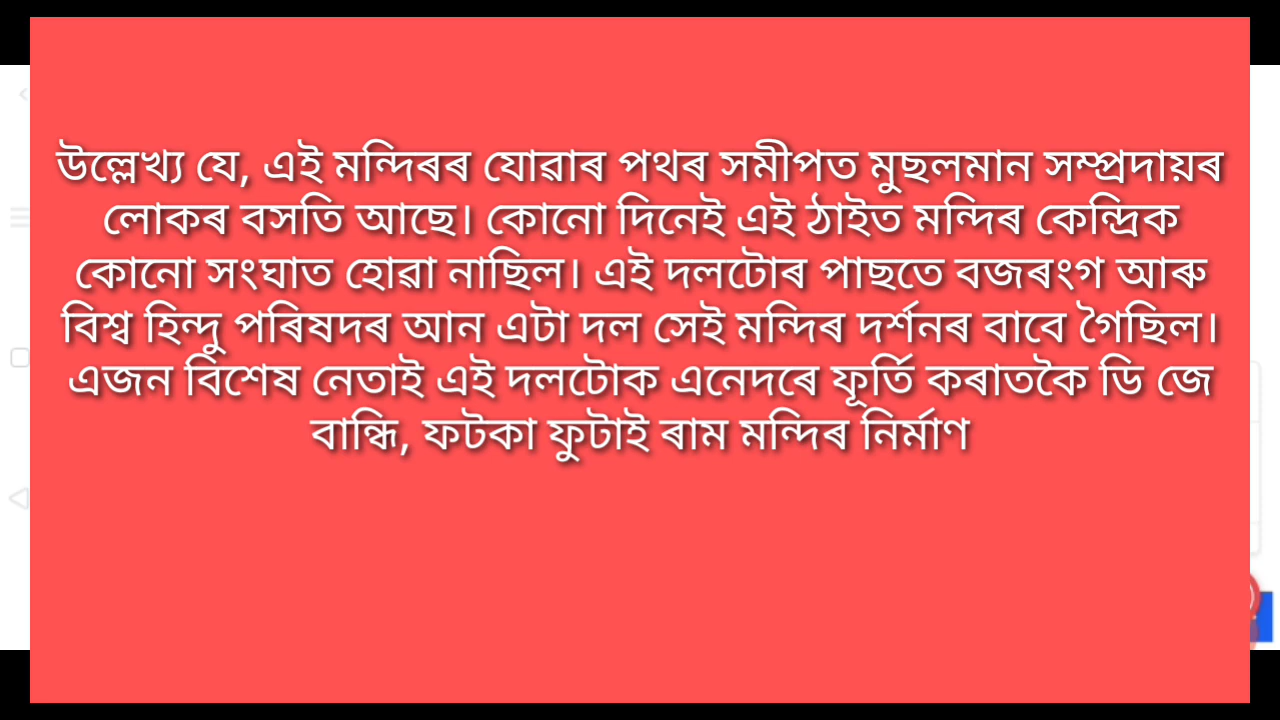 উল্লেখ্য যে, এই মন্দিৰৰ যোৱাৰ পথৰ সমীপত মুছলমান সম্প্ৰদায়ৰ
লোকৰ বসতি আছে। কোনো দিনেই এই ঠাইত মন্দিৰ কেন্দ্ৰিক
কোনো সংঘাত হোৱা নাছিল। এই দলটোৰ পাছতে বজৰংগ আৰু
বিশ্ব হিন্দু পৰিষদৰ আন এটা দল সেই মন্দিৰ দৰ্শনৰ বাবে গৈছিল।
এজন বিশেষ নেতাই এই দলটোক এনেদৰে ফূৰ্তি কৰাতকৈ ডি জে
বান্ধি, ফটকা ফুটাই ৰাম মন্দিৰ নিৰ্মাণ